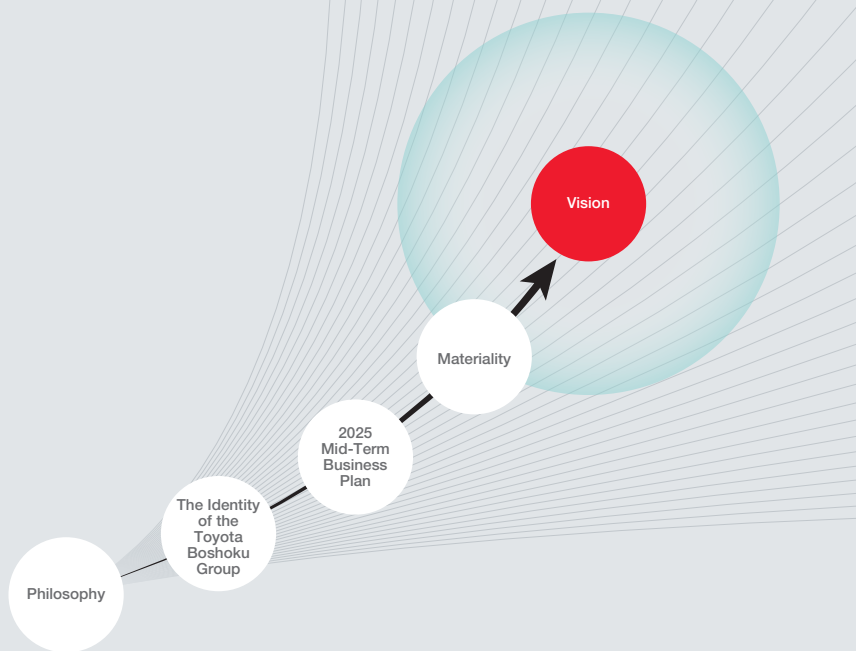 Vision
Materiality
2025
Mid-Term
Business
Plan
The Identity
of the
Toyota
Boshoku
Group
Philosophy